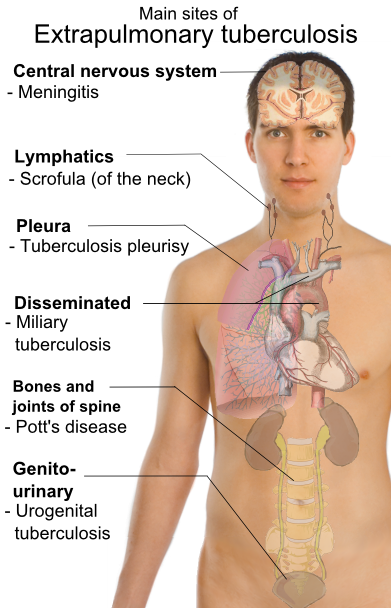 Main sites of
Extrapulmonary tuberculosis
Central nervous system
- Meningitis
Lymphatics
- Scrofula (of the neck)
Pleura
- Tuberculosis pleurisy
Disseminated
- Miliary
tuberculosis
Bones and
joints of spine
- Pott's disease
Genito-
urinary
- Urogenital
tuberculosis